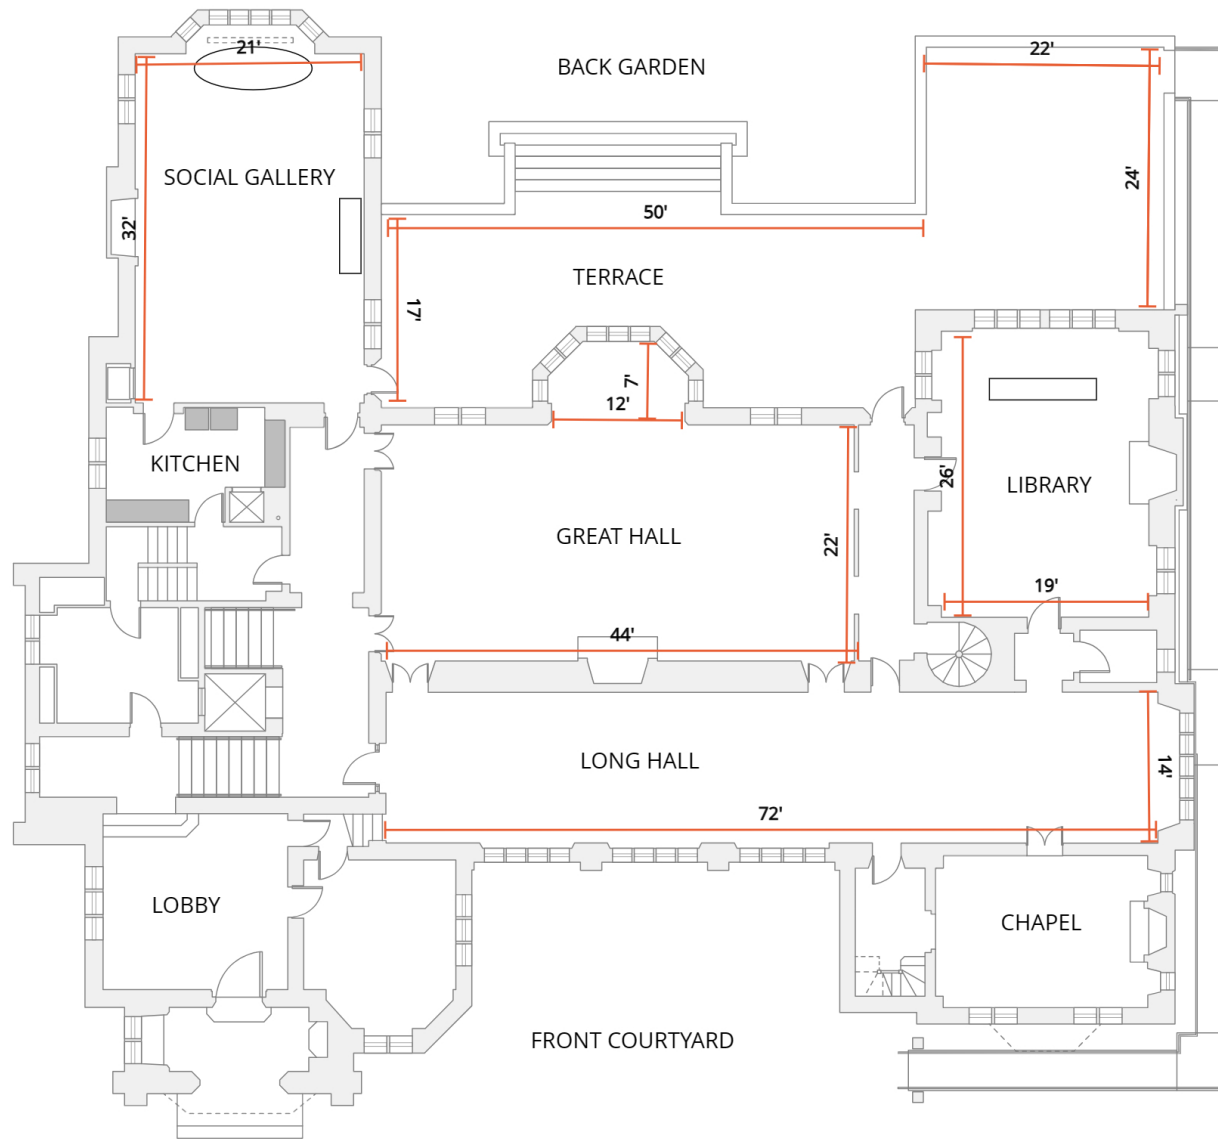 21'
22'
BACK GARDEN
SOCIAL GALLERY
24'
50'
32'
TERRACE
17'
7'
12'
KITCHEN
26'
LIBRARY
GREAT HALL
22'
19'
44'
LONG HALL
14'
72'
LOBBY
CHAPEL
FRONT COURTYARD